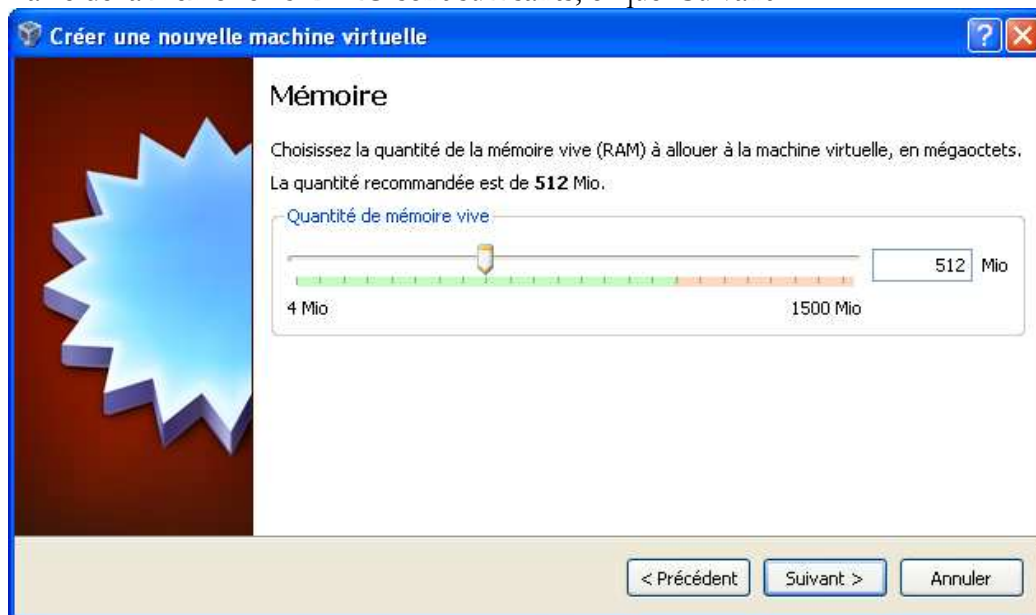 Créer une nouvelle machine virtuelle
Mémoire
Choisissez la quantité de la mémoire vive (RAM) à allouer à la machine virtuelle, en mégaoctets.
La quantité recommandée est de 512 Mio.
Quantité de mémoire vive
512 Mio
4 Mio 1500 Mio
< Précédent Suivant > Annuler